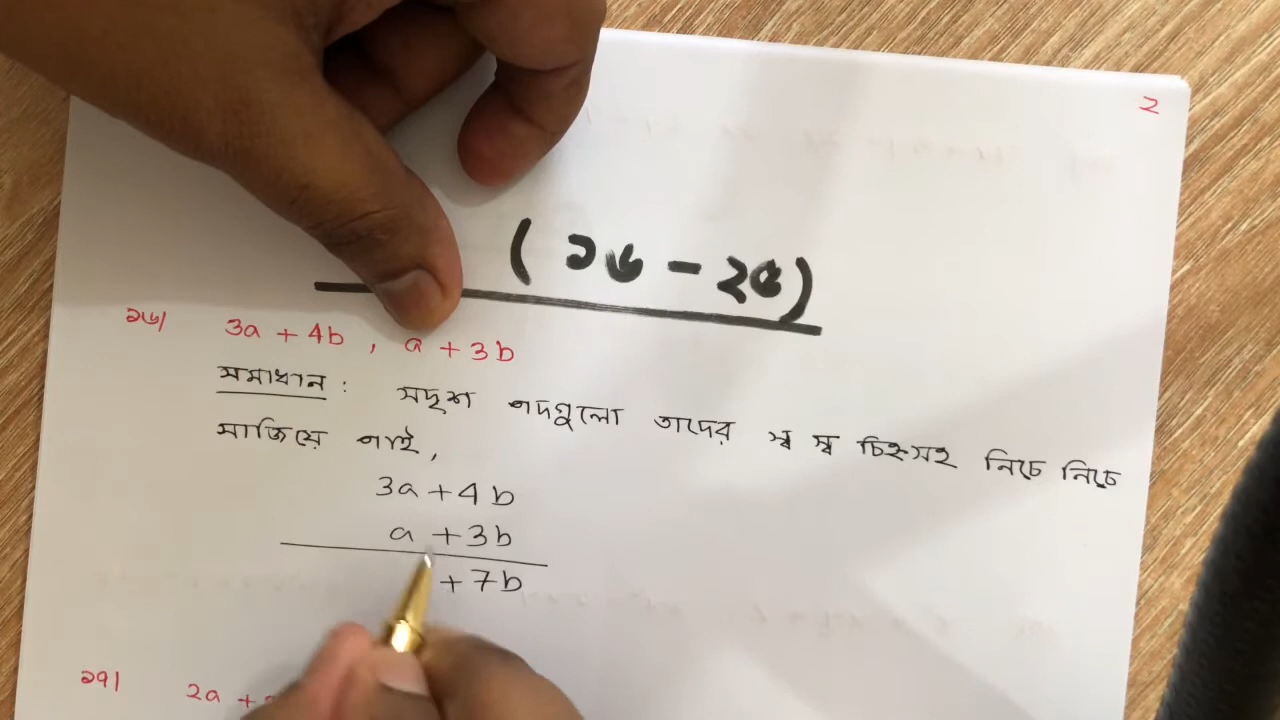 2
(১৬ - ২৫)
১৬| 3a + 4b , a + 3b
সমাধান : সদৃশ পদগুলো তাদের স্ব স্ব চিহ্নসহ নিচে নিচে
সাজিয়ে পাই,
3a + 4b
a + 3b
+ 7b
১৭| 2a +